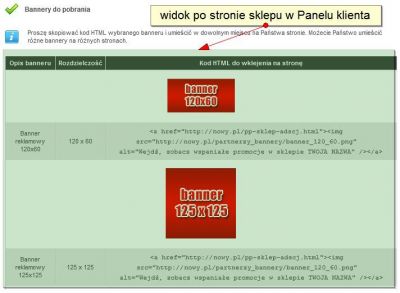 Bannery do pobrania
widok po stronie sklepu w Panelu klienta
Proszę skopiować kod HTML wybranego banneru i umieścić w dowolnym miejscu na Państwa stronie. Możecie Państwo umieścić
różne bannery na różnych stronach.
Opis banneru Rozdzielczość Kod HTML do wklejenia na stronę
banner
120x60
Banner
reklamowy
120x60
120 x 60
<a href="http://nowy.pl/pp-sklep-adscj.html"><img
src="http://nowy.pl/partnerzy_bannery/banner_120_60.png"
alt="Wejdź, zobacz wspaniałe promocje w sklepie TWOJA NAZWA" /></a>
banner
125 x 125
Banner
reklamowy
125x125
125 x 125
<a href="http://nowy.pl/pp-sklep-adscj.html"><img
src="http://nowy.pl/partnerzy_bannery/banner_120_60.png"
alt="Wejdź, zobacz wspaniałe promocje w sklepie TWOJA NAZWA" /></a>